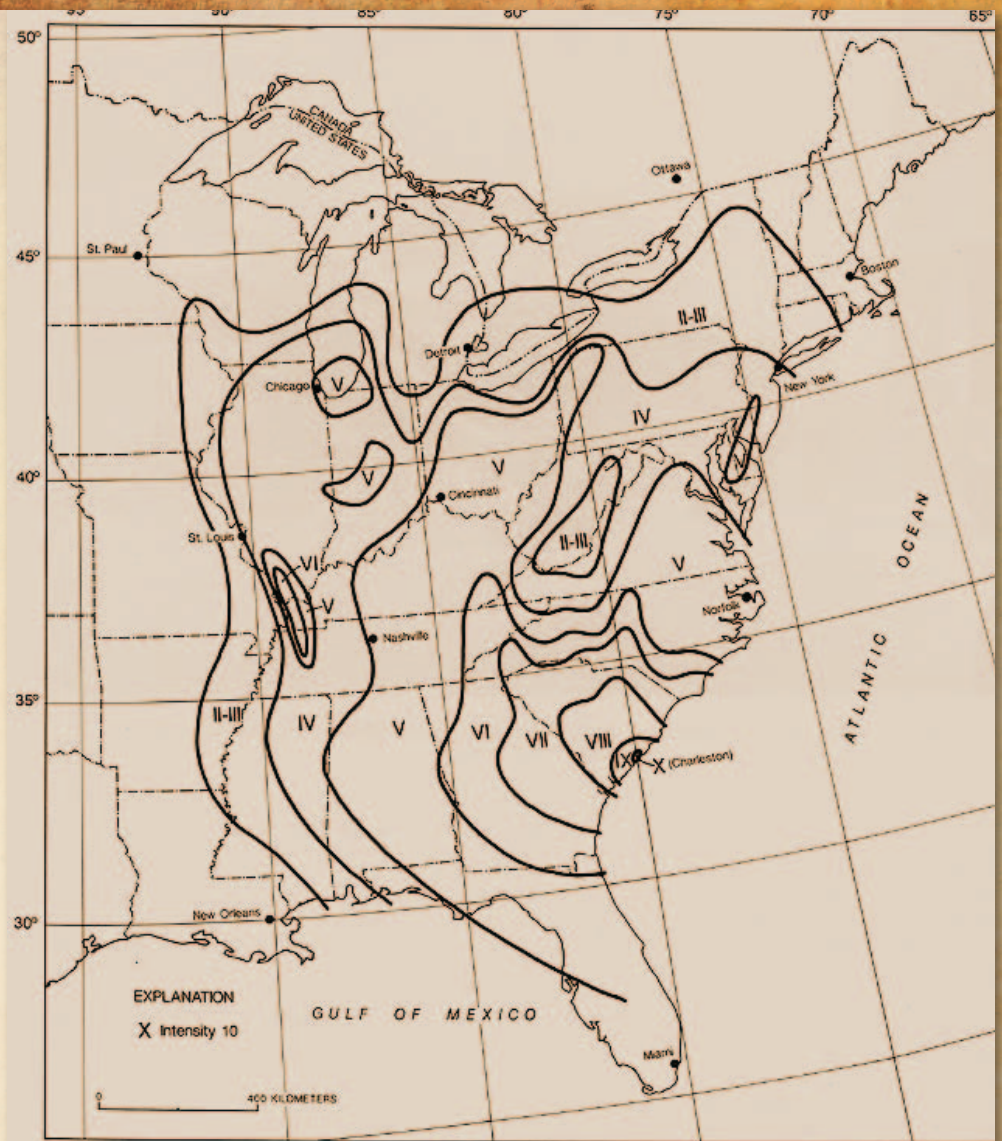 95° 90° 85° 80° 75° 70° 65°
50°
CANADA
UNITED STATES
Ottawa
St. Paul
45°
Boston
II-III
Detroit
Chicago
V
New York
IV
V
V
V
40°
Cincinnati
OCEAN
St. Louis
II-III
VI
V
V
Norfolk
Nashville
ATLANTIC
35°
II-III
IV
V
VI
VII
VIII
IX
X (Charleston)
30°
New Orleans
EXPLANATION
GULF OF MEXICO
X Intensity 10
Miami
0 400 KILOMETERS